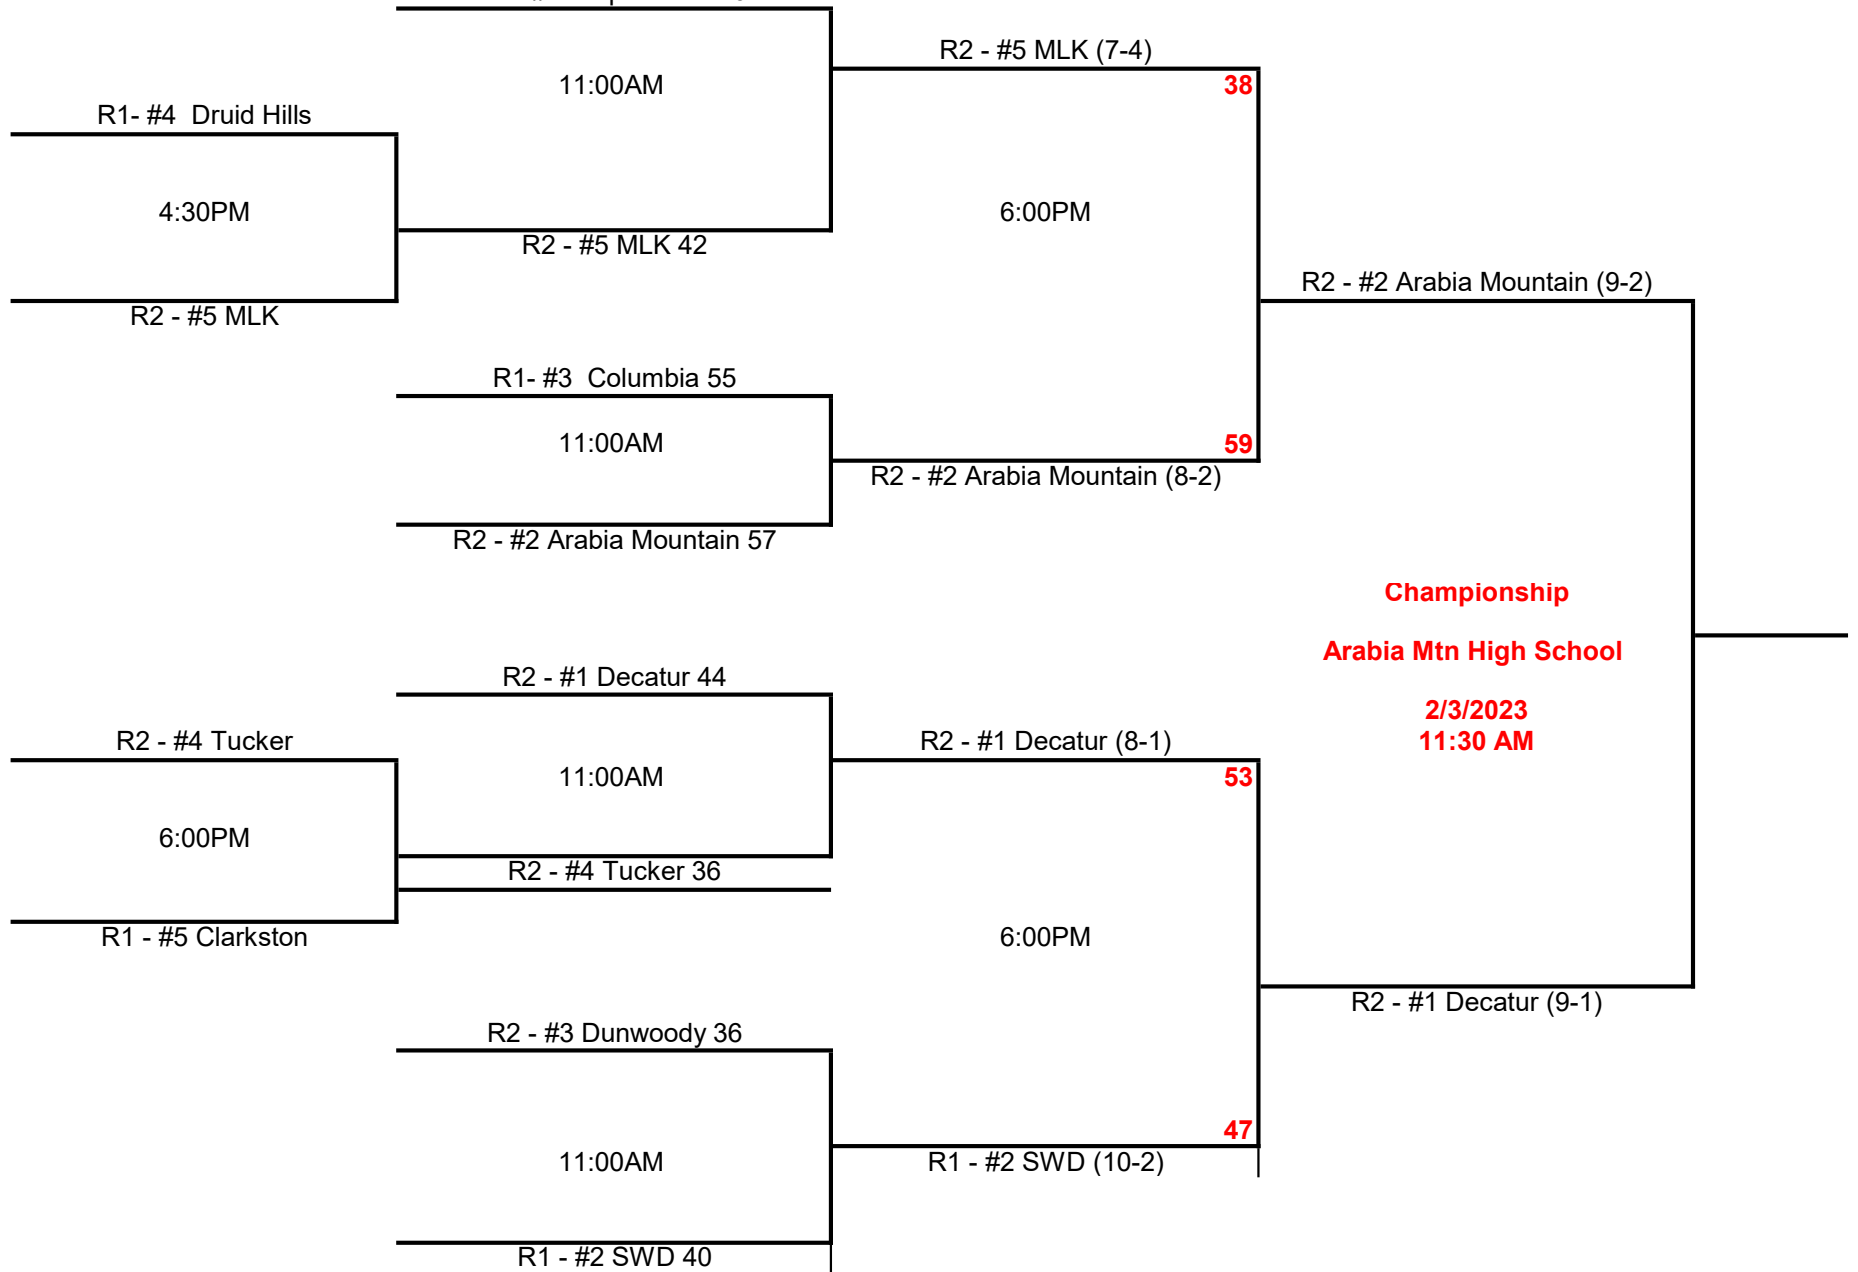 R2 - #5 MLK (7-4)
11:00AM
38
R1- #4  Druid Hills
4:30PM
6:00PM
R2 - #5 MLK 42
R2 - #2 Arabia Mountain (9-2)
R2 - #5 MLK
R1- #3  Columbia 55
11:00AM
59
R2 - #2 Arabia Mountain (8-2)
R2 - #2 Arabia Mountain 57
Championship
Arabia Mtn High School
2/3/2023
11:30 AM
R2 - #1 Decatur 44
R2 - #4 Tucker
R2 - #1 Decatur (8-1)
11:00AM
53
6:00PM
R2 - #4 Tucker 36
R1 - #5 Clarkston
6:00PM
R2 - #1 Decatur (9-1)
R2 - #3 Dunwoody 36
47
11:00AM
R1 - #2 SWD (10-2)
R1 - #2 SWD 40